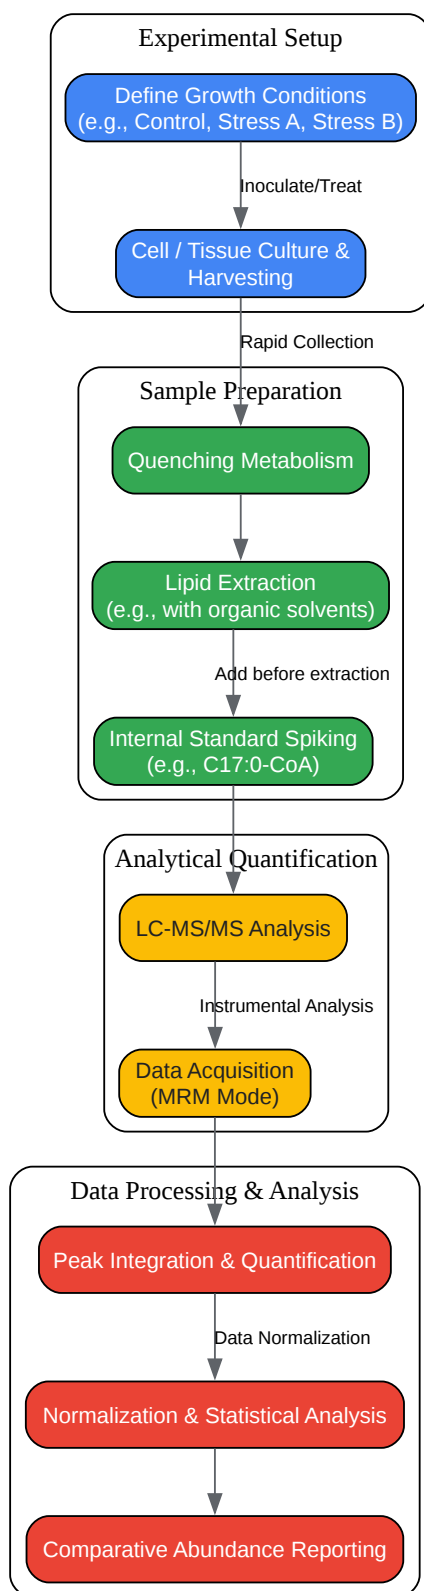 Experimental Setup
Define Growth Conditions
(e.g., Control, Stress A, Stress B)
Inoculate/Treat
Cell / Tissue Culture &
Harvesting
Rapid Collection
Sample Preparation
Quenching Metabolism
Lipid Extraction
(e.g., with organic solvents)
Add before extraction
Internal Standard Spiking
(e.g., C17:0-CoA)
Analytical Quantification
LC-MS/MS Analysis
Instrumental Analysis
Data Acquisition
(MRM Mode)
Data Processing & Analysis
Peak Integration & Quantification
Data Normalization
Normalization & Statistical Analysis
Comparative Abundance Reporting